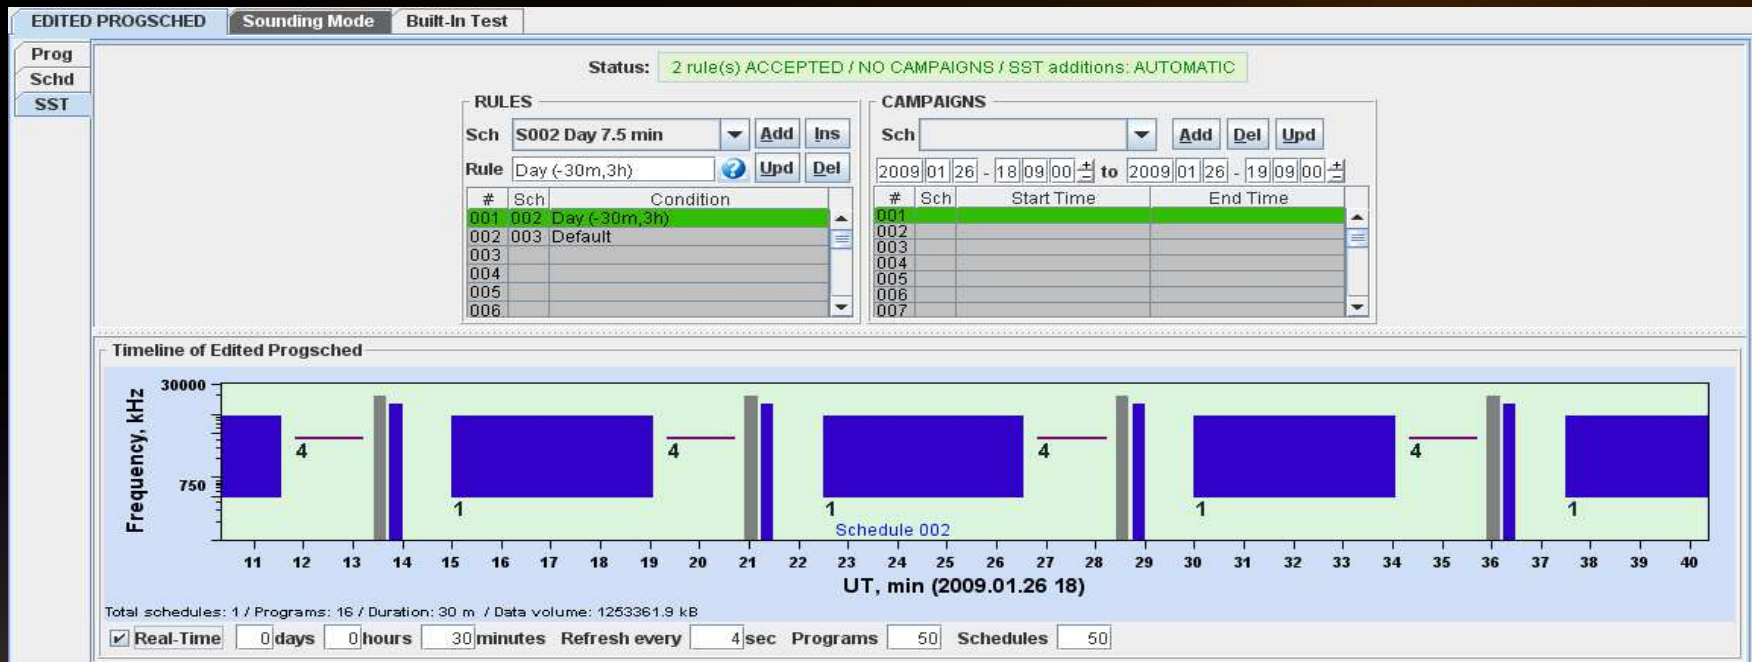 EDITED PROGSCHED Sounding Mode Built-In Test
Prog
Schd
SST
Status: 2 rule(s) ACCEPTED / NO CAMPAIGNS / SST additions: AUTOMATIC
RULES
Sch S002 Day 7.5 min Add Ins
Rule Day (-30m,3h) ? Upd Del
# Sch Condition
001 002 Day (-30m,3h)
002 003 Default
003
004
005
006
CAMPAIGNS
Sch Add Del Upd
2009 01 26 - 18 09 00 ± to 2009 01 26 - 19 09 00 ±
# Sch Start Time End Time
001
002
003
004
005
006
007
Timeline of Edited Progsched
Frequency, kHz
30000
750
4 4 4 4
1 1 1 1
Schedule 002
11 12 13 14 15 16 17 18 19 20 21 22 23 24 25 26 27 28 29 30 31 32 33 34 35 36 37 38 39 40
UT, min (2009.01.26 18)
Total schedules: 1 / Programs: 16 / Duration: 30 m / Data volume: 1253361.9 kB
Real-Time 0 days 0 hours 30 minutes Refresh every 4 sec Programs 50 Schedules 50